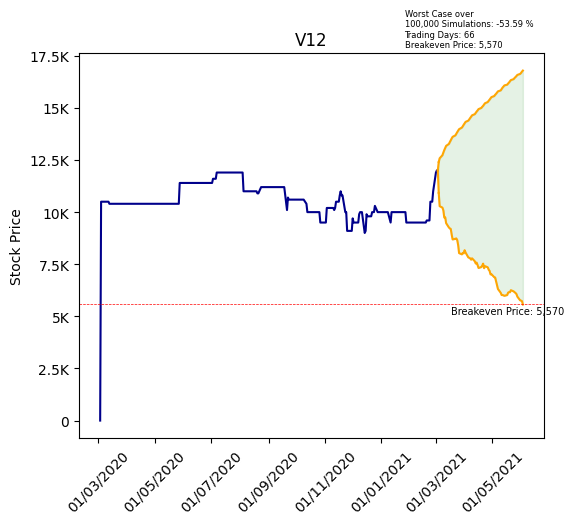 Worst Case over
100,000 Simulations: -53.59 %
Trading Days: 66
Breakeven Price: 5,570
V12
17.5K
15K
12.5K
10K
7.5K
5K
2.5K
0
Stock Price
Breakeven Price: 5,570
01/03/2020
01/05/2020
01/07/2020
01/09/2020
01/11/2020
01/01/2021
01/03/2021
01/05/2021